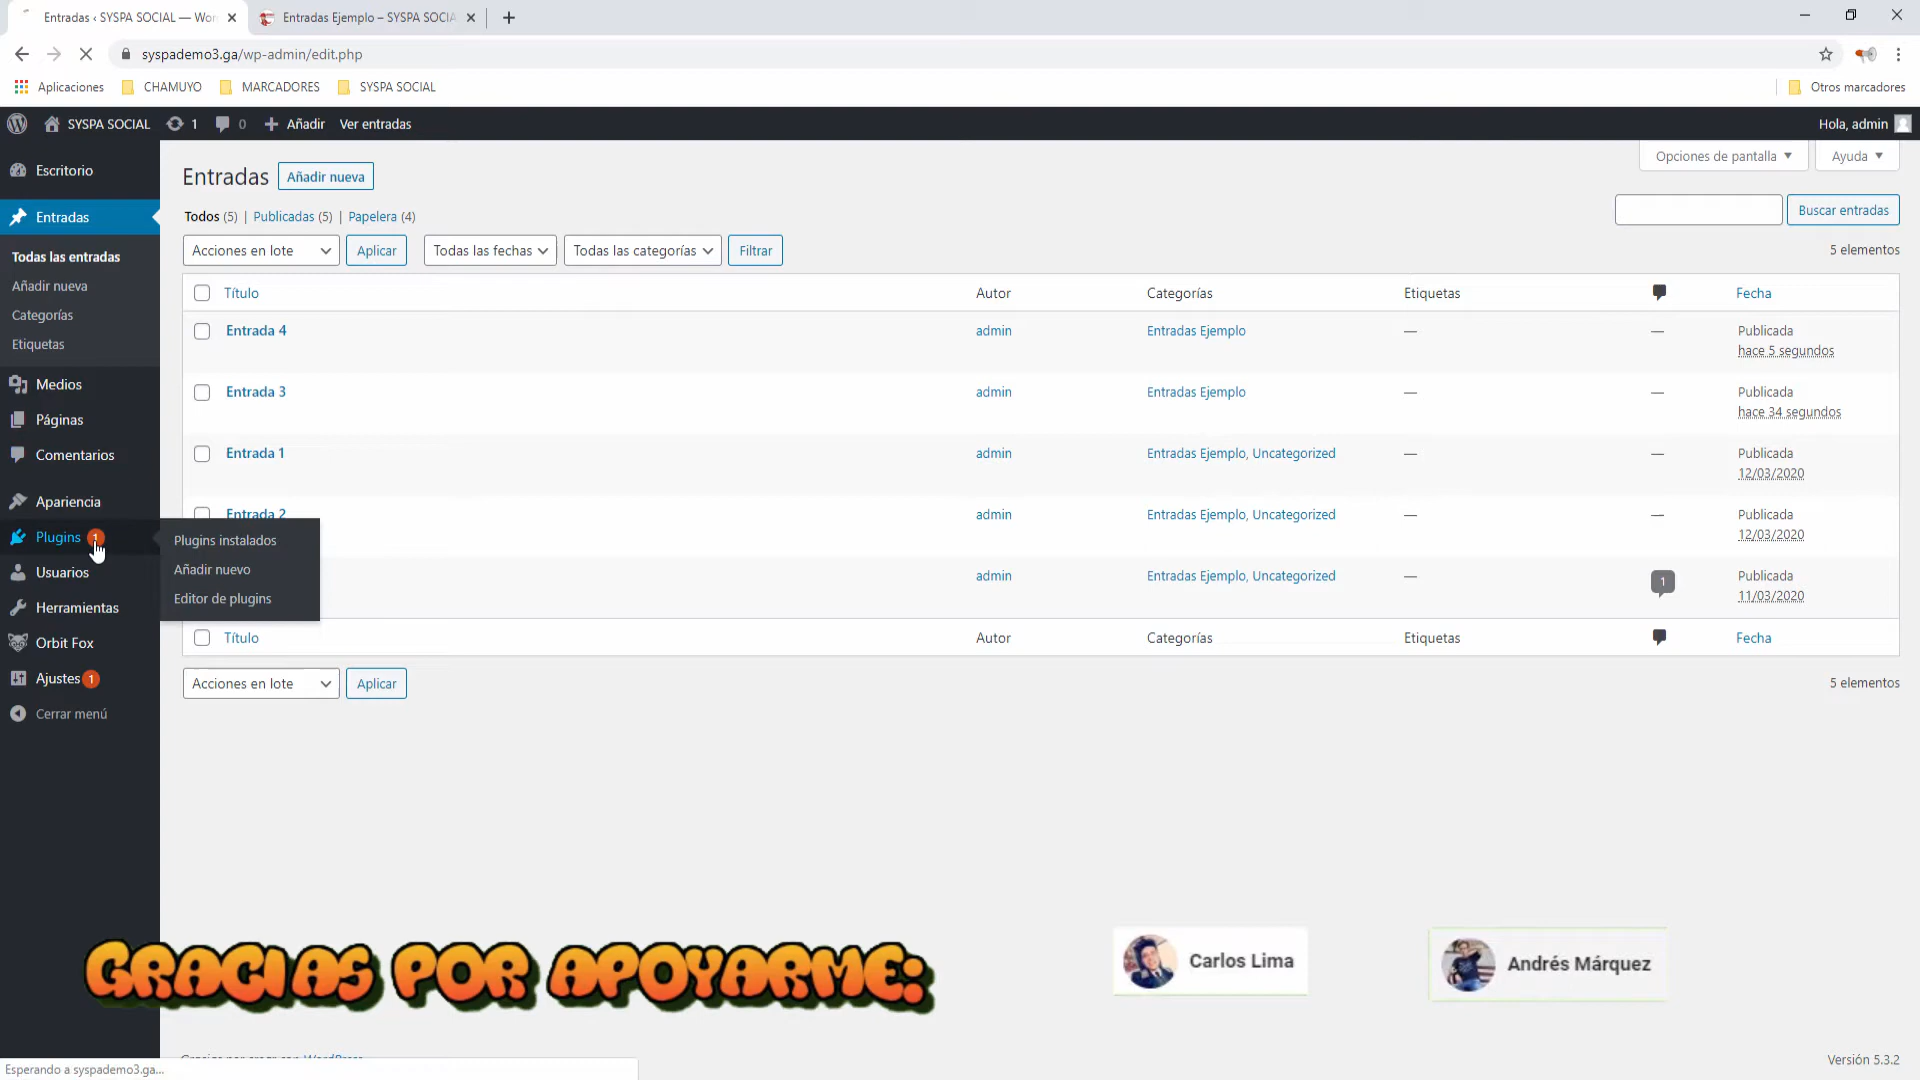 Entradas ‹ SYSPA SOCIAL — Wor
Entradas Ejemplo – SYSPA SOCIA
syspademo3.ga/wp-admin/edit.php
Aplicaciones
CHAMUYO
MARCADORES
SYSPA SOCIAL
Otros marcadores
SYSPA SOCIAL
1
0
Añadir
Ver entradas
Hola, admin
Escritorio
Entradas
Todas las entradas
Añadir nueva
Categorías
Etiquetas
Medios
Páginas
Comentarios
Apariencia
Plugins 1
Usuarios
Herramientas
Orbit Fox
Ajustes 1
Cerrar menú
Plugins instalados
Añadir nuevo
Editor de plugins
Opciones de pantalla
Ayuda
Entradas
Añadir nueva
Todos (5) | Publicadas (5) | Papelera (4)
Buscar entradas
Acciones en lote
Aplicar
Todas las fechas
Todas las categorías
Filtrar
5 elementos
Título Autor Categorías Etiquetas Fecha
Entrada 4 admin Entradas Ejemplo — — Publicada
hace 5 segundos
Entrada 3 admin Entradas Ejemplo — — Publicada
hace 34 segundos
Entrada 1 admin Entradas Ejemplo, Uncategorized — — Publicada
12/03/2020
Entrada 2 admin Entradas Ejemplo, Uncategorized — — Publicada
12/03/2020
admin Entradas Ejemplo, Uncategorized — 1 Publicada
11/03/2020
Título Autor Categorías Etiquetas Fecha
Acciones en lote
Aplicar
5 elementos
GRACIAS POR APOYARME:
Carlos Lima
Andrés Márquez
Versión 5.3.2
Esperando a syspademo3.ga...